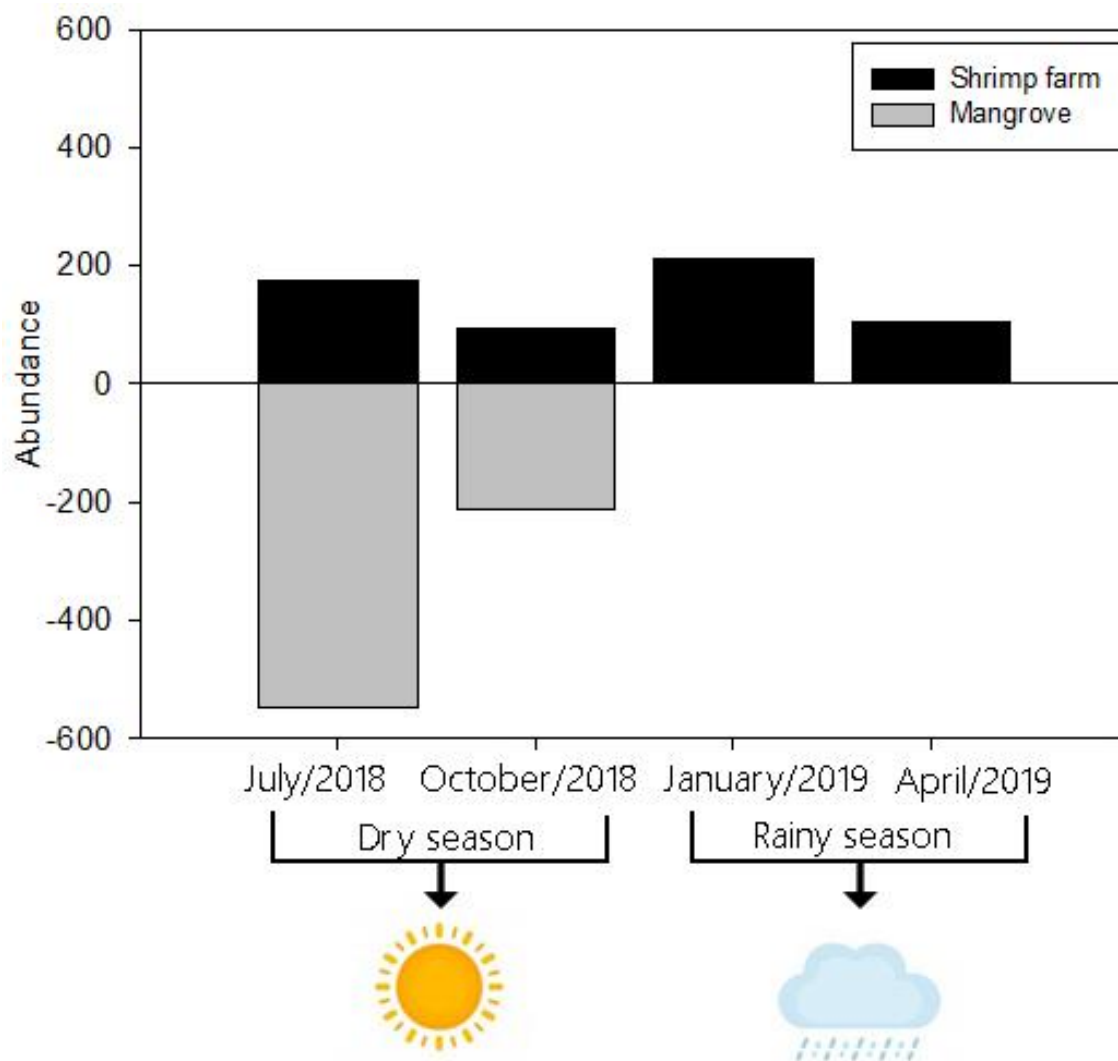 600
400
200
0
-200
-400
-600
Abundance
Shrimp farm
Mangrove
July/2018 October/2018 January/2019 April/2019
Dry season Rainy season